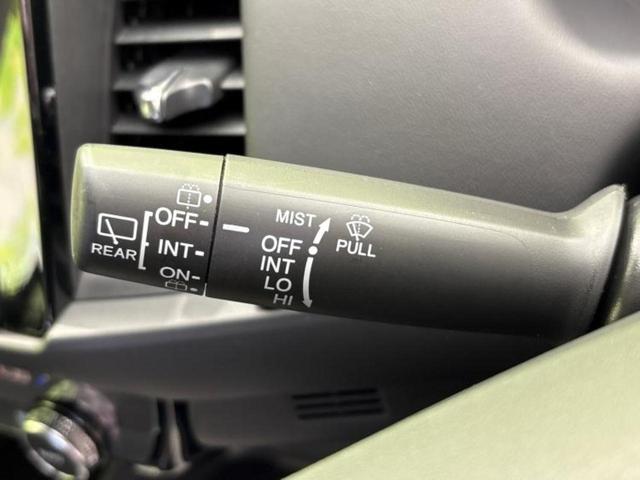 REAR
OFF-
INT-
ON-
MIST
OFF
INT
LO
HI
PULL